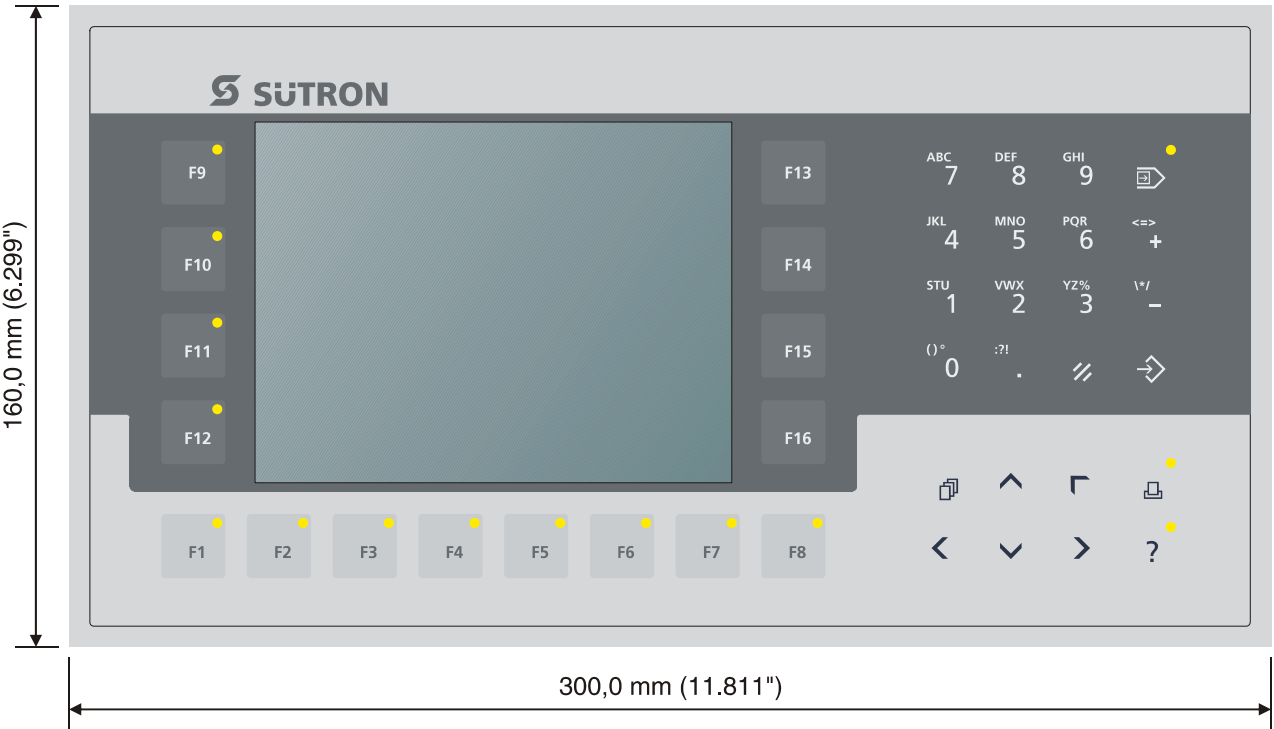 SÜTRON
F9
F13
ABC DEF GHI
7 8 9
F10
F14
JKL MNO PQR <=>
4 5 6 +
F11
F15
STU VWX YZ% \*/
1 2 3 –
F12
F16
()° :?!
0 .
F1 F2 F3 F4 F5 F6 F7 F8
?
160,0 mm (6.299")
300,0 mm (11.811")